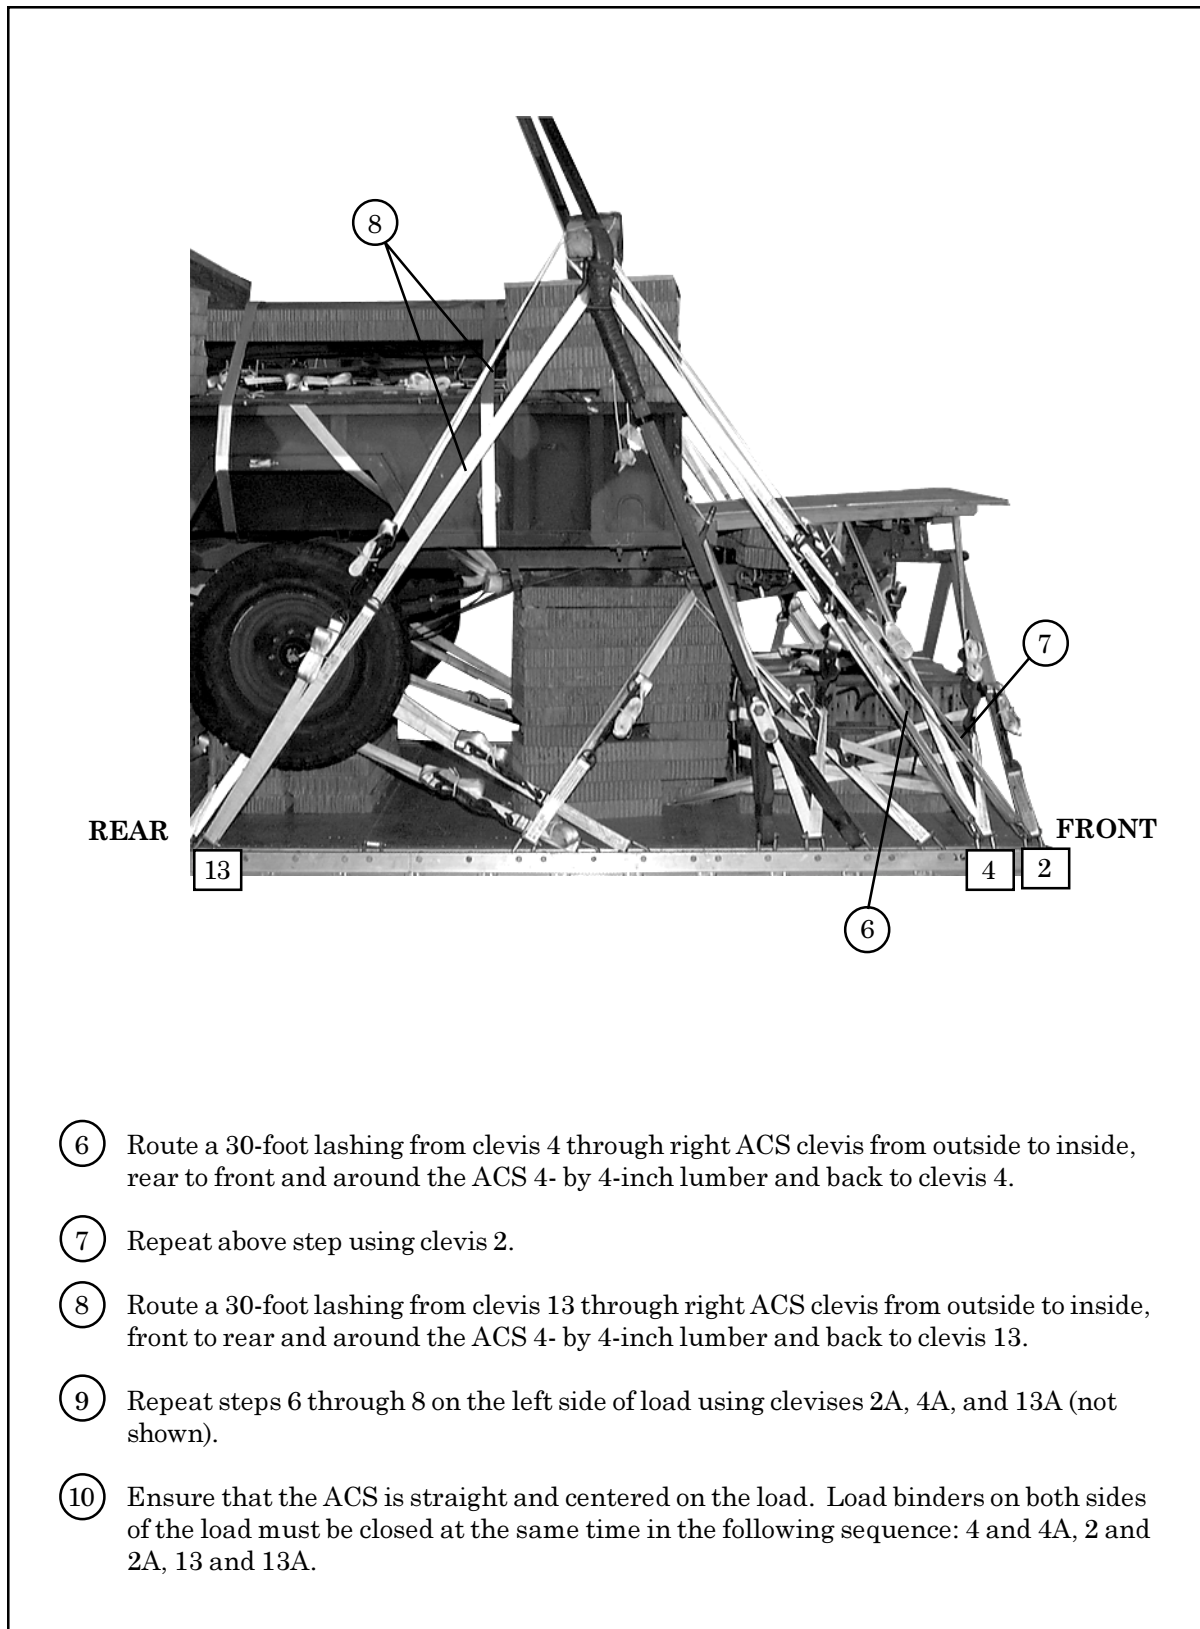 8
7
REAR
FRONT
13
4
2
6
6 Route a 30-foot lashing from clevis 4 through right ACS clevis from outside to inside,
rear to front and around the ACS 4- by 4-inch lumber and back to clevis 4.
7 Repeat above step using clevis 2.
8 Route a 30-foot lashing from clevis 13 through right ACS clevis from outside to inside,
front to rear and around the ACS 4- by 4-inch lumber and back to clevis 13.
9 Repeat steps 6 through 8 on the left side of load using clevises 2A, 4A, and 13A (not
shown).
10 Ensure that the ACS is straight and centered on the load. Load binders on both sides
of the load must be closed at the same time in the following sequence: 4 and 4A, 2 and
2A, 13 and 13A.